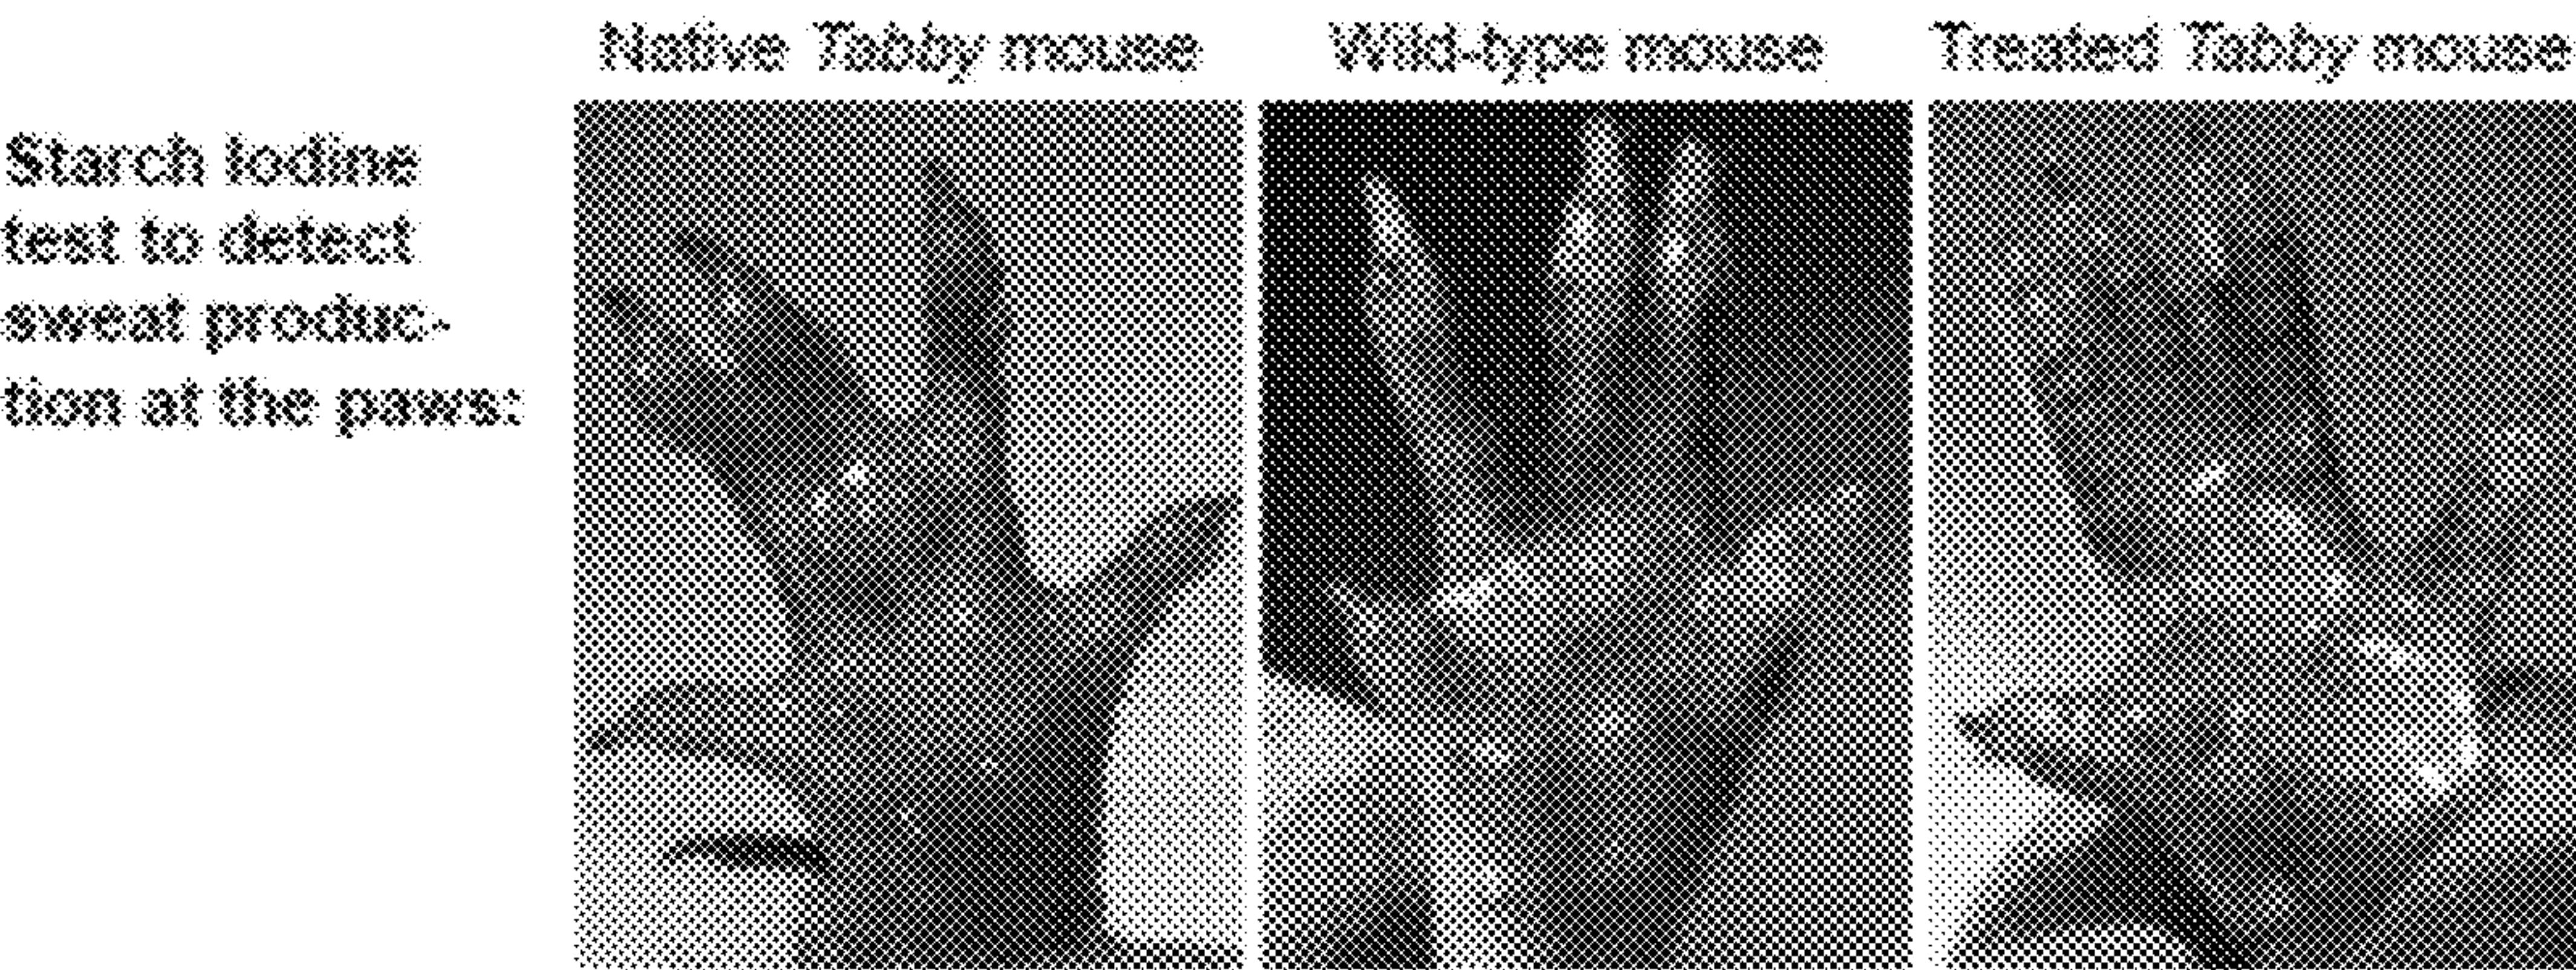 Native Tabby mouse
Wild-type mouse
Treated Tabby mouse
Starch Iodine
test to detect
sweat produc-
tion at the paws: